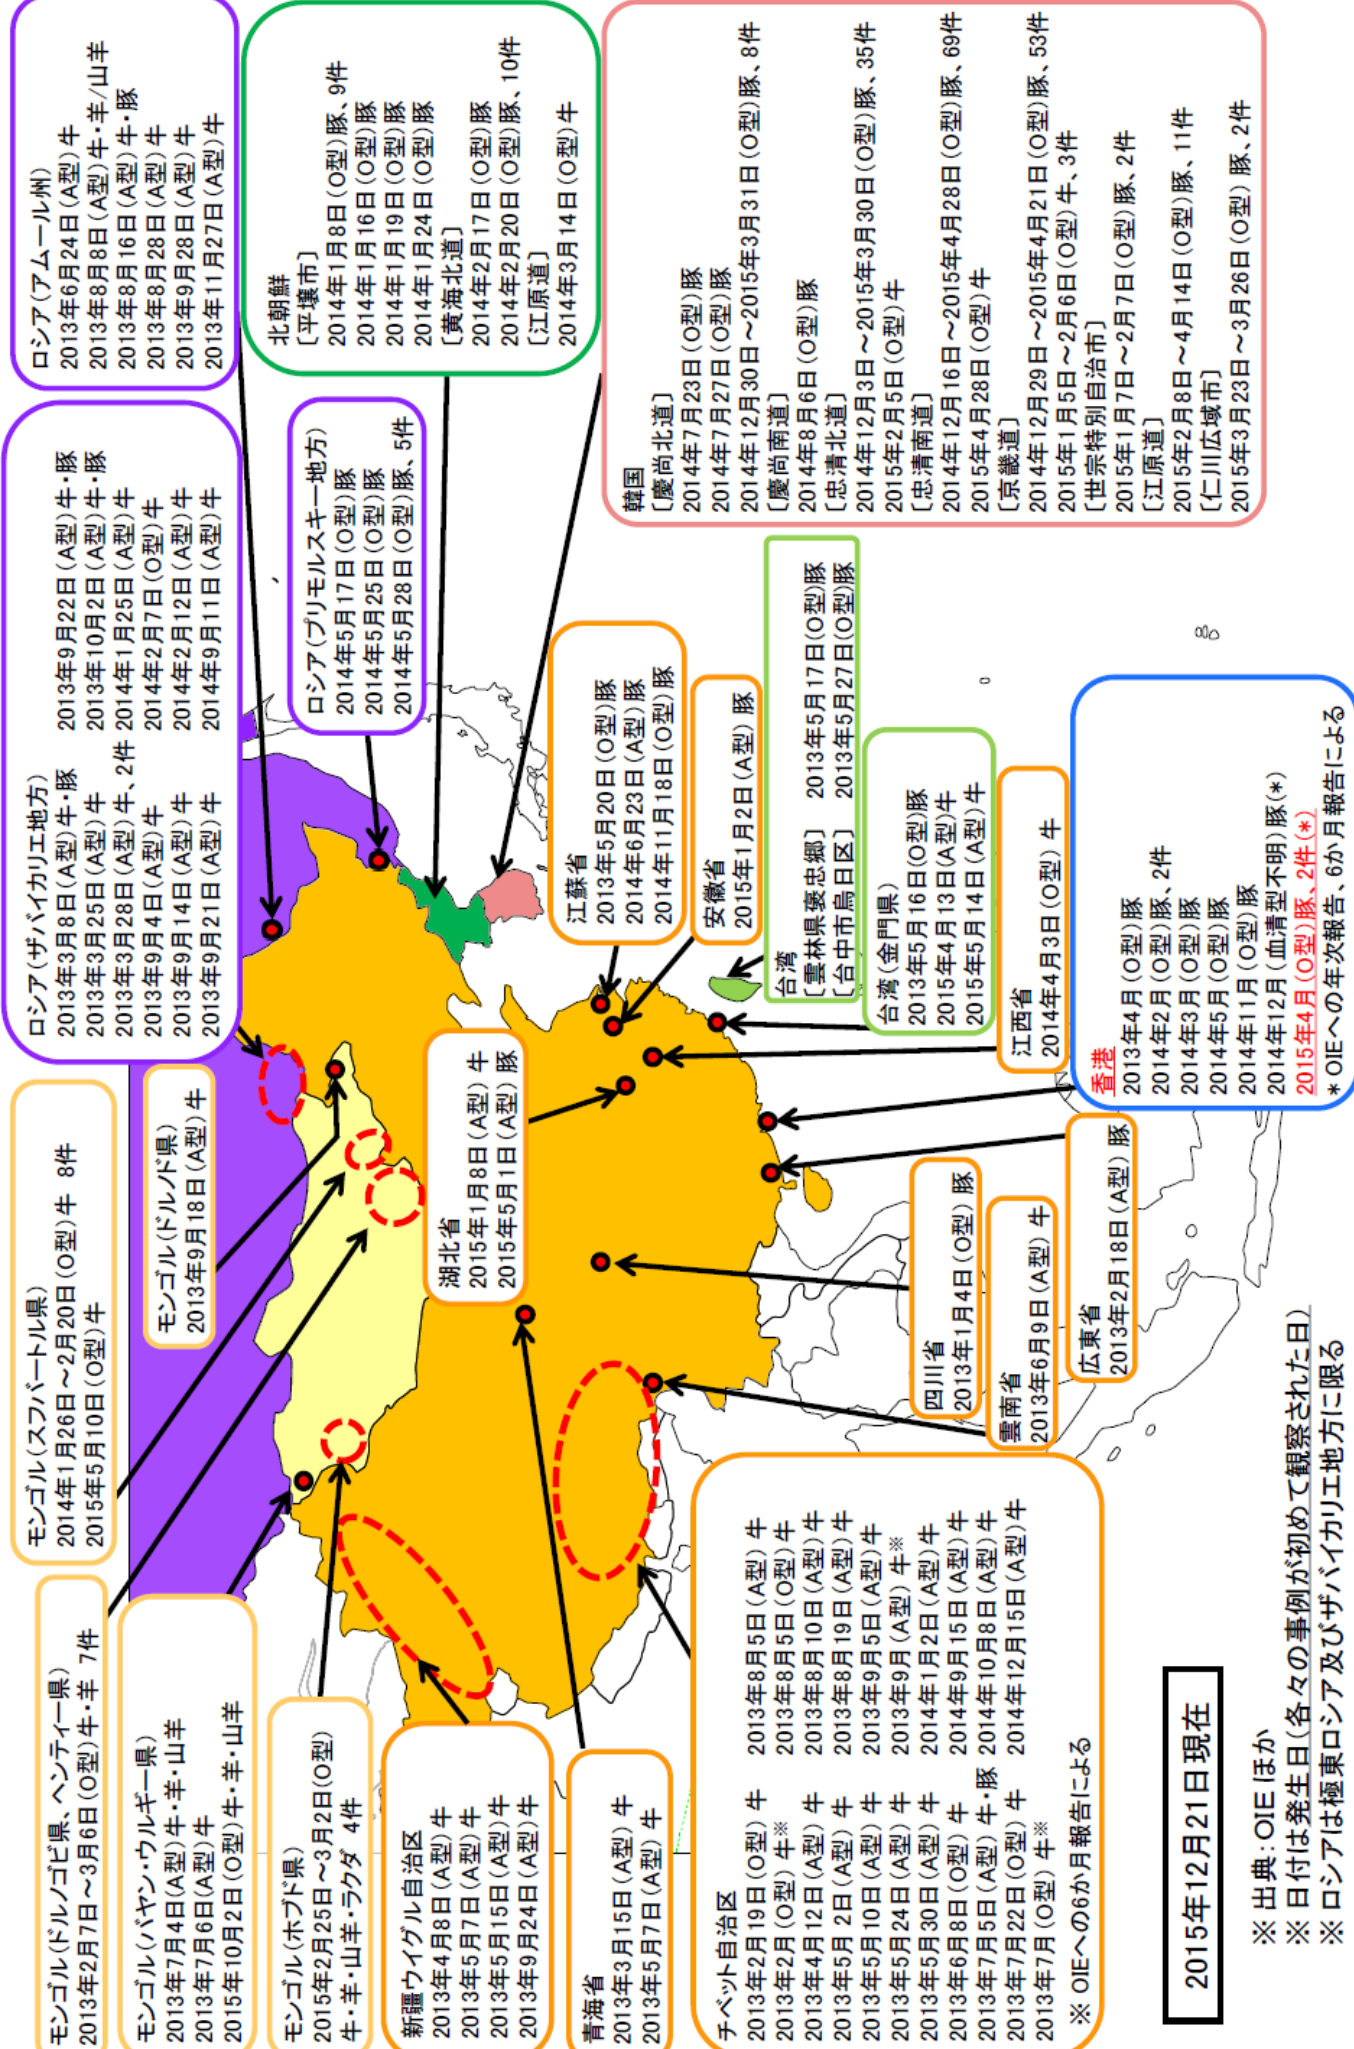 モンゴル(ドルノゴビ県、ヘンティー県)
2013年2月7日～3月6日(O型)牛・羊 7件
モンゴル(バヤン・ウルギー県)
2013年7月4日(A型)牛・羊・山羊
2013年7月6日(A型)牛
2015年10月2日(O型)牛・羊・山羊
モンゴル(ホブド県)
2015年2月25日～3月2日(O型)
牛・羊・山羊・ラクダ 4件
新疆ウイグル自治区
2013年4月8日(A型)牛
2013年5月7日(A型)牛
2013年5月15日(A型)牛
2013年9月24日(A型)牛
青海省
2013年3月15日(A型)牛
2013年5月7日(A型)牛
チベット自治区
2013年2月19日(O型) 牛
2013年2月(O型) 牛※
2013年4月12日(A型) 牛
2013年5月 2日(A型) 牛
2013年5月10日(A型) 牛
2013年5月24日(A型) 牛
2013年5月30日(A型) 牛
2013年6月8日(O型) 牛
2013年7月5日(A型) 牛・豚
2013年7月22日(O型) 牛
2013年7月(O型) 牛※
2013年8月5日(A型) 牛
2013年8月5日(O型) 牛
2013年8月10日(A型) 牛
2013年8月19日(A型) 牛
2013年9月5日(A型) 牛
2013年9月(A型) 牛※
2014年1月2日(A型) 牛
2014年9月15日(A型) 牛
2014年10月8日(A型) 牛
2014年12月15日(A型) 牛
※ OIEへの6か月報告による
モンゴル(スフバートル県)
2014年1月26日～2月20日(O型)牛 8件
2015年5月10日(O型)牛
モンゴル(ドルノド県)
2013年9月18日(A型)牛
湖北省
2015年1月8日(A型) 牛
2015年5月1日(A型) 豚
四川省
2013年1月4日(O型) 豚
雲南省
2013年6月9日(A型) 牛
広東省
2013年2月18日(A型) 豚
ロシア(ザバイカリエ地方)
2013年3月8日(A型)牛・豚
2013年3月25日(A型)牛
2013年3月28日(A型)牛、2件
2013年9月4日(A型)牛
2013年9月14日(A型)牛
2013年9月21日(A型)牛
2013年9月22日(A型)牛・豚
2013年10月2日(A型)牛・豚
2014年1月25日(A型)牛
2014年2月7日(O型)牛
2014年2月12日(A型)牛
2014年9月11日(A型)牛
ロシア(プリモルスキー地方)
2014年5月17日(O型)豚
2014年5月25日(O型)豚
2014年5月28日(O型)豚、5件
江蘇省
2013年5月20日(O型)豚
2014年6月23日(A型)豚
2014年11月18日(O型)豚
安徽省
2015年1月2日(A型) 豚
台湾
[雲林県褒忠郷] 2013年5月17日(O型)豚
[台中市烏日区] 2013年5月27日(O型)豚
台湾(金門県)
2013年5月16日(O型)豚
2015年4月13日(A型)牛
2015年5月14日(A型)牛
江西省
2014年4月3日(O型) 牛
香港
2013年4月(O型)豚
2014年2月(O型)豚、2件
2014年3月(O型)豚
2014年5月(O型)豚
2014年11月(O型)豚
2014年12月(血清型不明)豚(*)
2015年4月(O型)豚、2件(*)
* OIEへの年次報告、6か月報告による
ロシア(アムール州)
2013年6月24日(A型)牛
2013年8月8日(A型)牛・羊/山羊
2013年8月16日(A型)牛・豚
2013年8月28日(A型)牛
2013年9月28日(A型)牛
2013年11月27日(A型)牛
北朝鮮
[平壌市]
2014年1月8日(O型)豚、9件
2014年1月16日(O型)豚
2014年1月19日(O型)豚
2014年1月24日(O型)豚
[黄海北道]
2014年2月17日(O型)豚
2014年2月20日(O型)豚、10件
[江原道]
2014年3月14日(O型)牛
韓国
[慶尚北道]
2014年7月23日(O型)豚
2014年7月27日(O型)豚
2014年12月30日～2015年3月31日(O型)豚、8件
[慶尚南道]
2014年8月6日(O型)豚
[忠清北道]
2014年12月3日～2015年3月30日(O型)豚、35件
2015年2月5日(O型)牛
[忠清南道]
2014年12月16日～2015年4月28日(O型)豚、69件
2015年4月28日(O型)牛
[京畿道]
2014年12月29日～2015年4月21日(O型)豚、53件
2015年1月5日～2月6日(O型)牛、3件
[世宗特別自治市]
2015年1月7日～2月7日(O型)豚、2件
[江原道]
2015年2月8日～4月14日(O型)豚、11件
[仁川広域市]
2015年3月23日～3月26日(O型) 豚、2件
2015年12月21日現在
※ 出典：OIEほか
※ 日付は発生日(各々の事例が初めて観察された日)
※ ロシアは極東ロシア及びザバイカリエ地方に限る